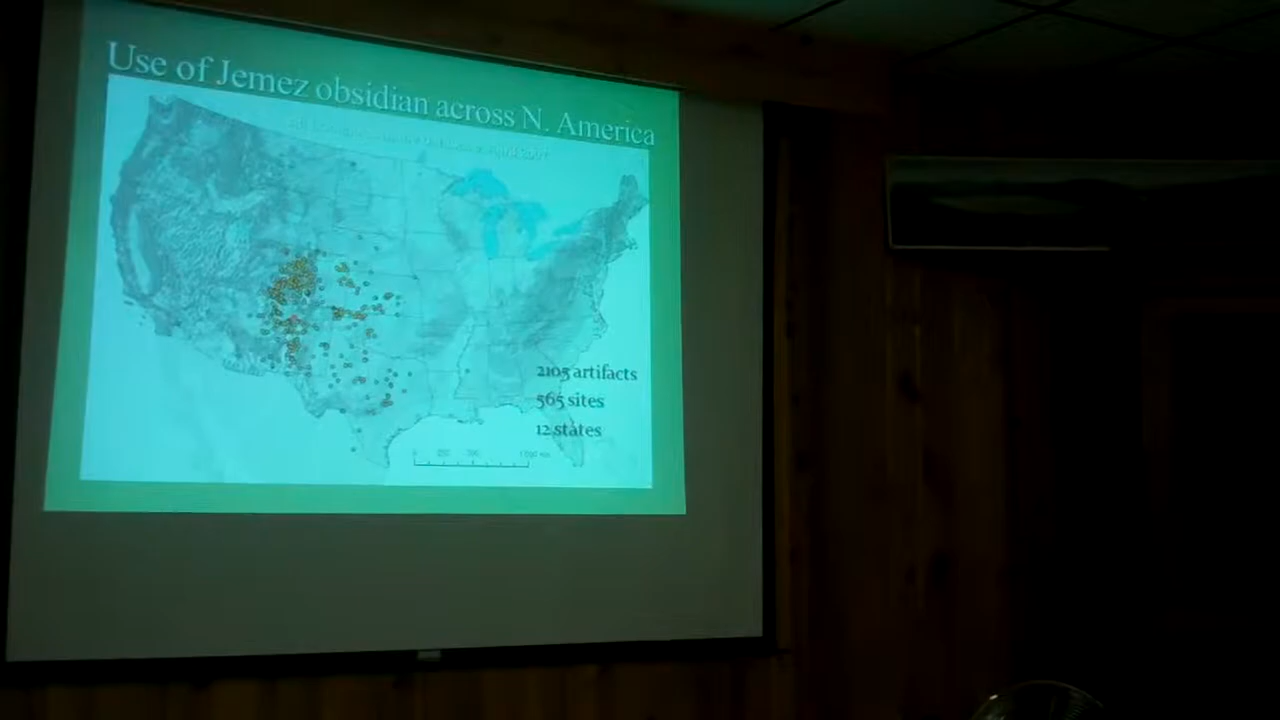 Use of Jemez obsidian across N. America
2105 artifacts
565 sites
12 states